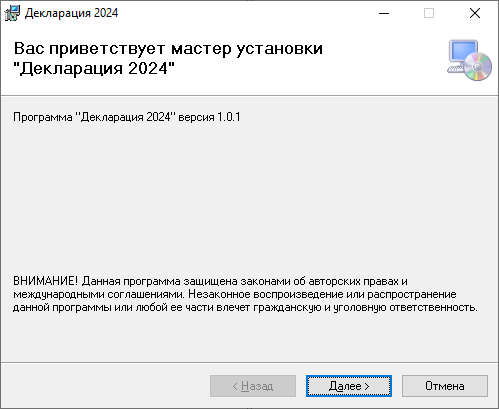 Декларация 2024
Вас приветствует мастер установки
"Декларация 2024"
Программа "Декларация 2024" версия 1.0.1
ВНИМАНИЕ! Данная программа защищена законами об авторских правах и
международными соглашениями. Незаконное воспроизведение или распространение
данной программы или любой ее части влечет гражданскую и уголовную ответственность.
< Назад
Далее >
Отмена